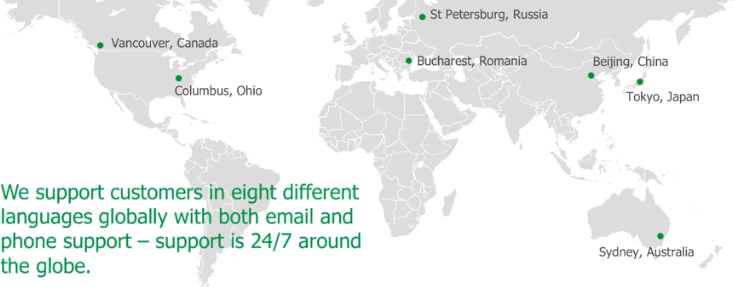 St Petersburg, Russia
Vancouver, Canada
Bucharest, Romania
Beijing, China
Columbus, Ohio
Tokyo, Japan
We support customers in eight different
languages globally with both email and
phone support – support is 24/7 around
the globe.
Sydney, Australia